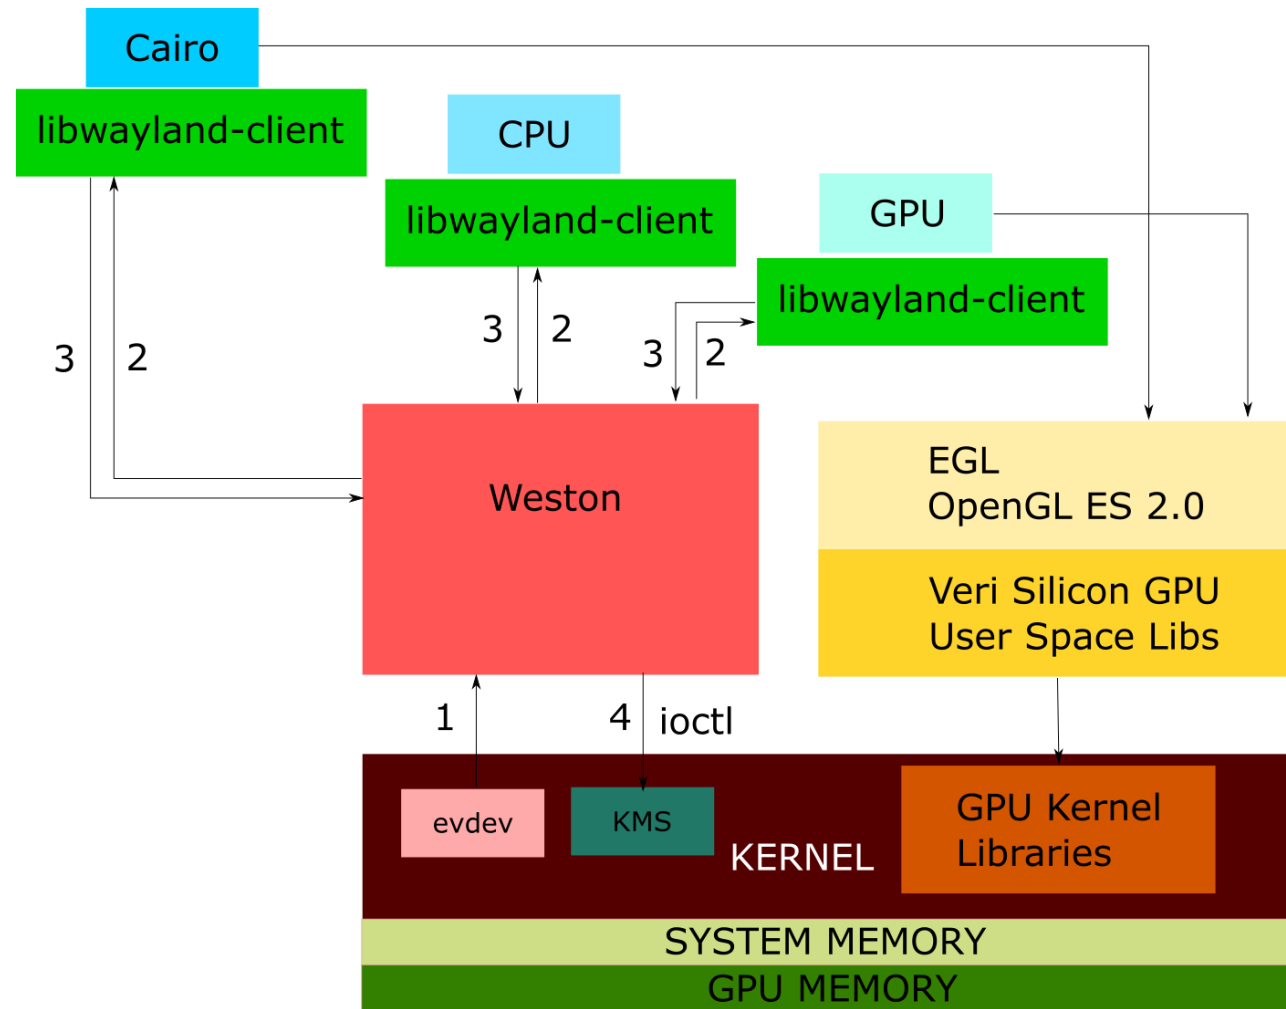 Cairo
libwayland-client
CPU
libwayland-client
GPU
libwayland-client
3
2
3
2
3
2
Weston
EGL
OpenGL ES 2.0
Veri Silicon GPU
User Space Libs
1
4
ioctl
evdev
KMS
KERNEL
GPU Kernel
Libraries
SYSTEM MEMORY
GPU MEMORY